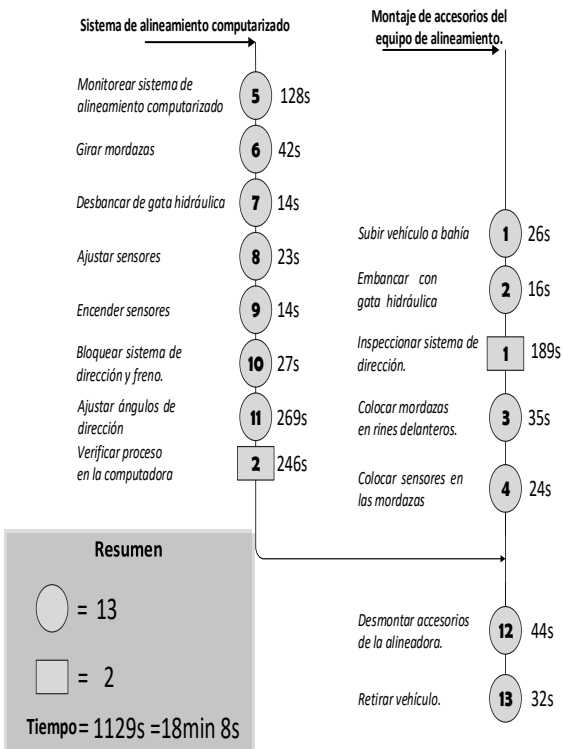 Sistema de alineamiento computarizado
Monitorear sistema de
alineamiento computarizado
5 128s
Girar mordazas
6 42s
Desbancar de gata hidráulica
7 14s
Ajustar sensores
8 23s
Encender sensores
9 14s
Bloquear sistema de
dirección y freno.
10 27s
Ajustar ángulos de
dirección
11 269s
Verificar proceso
en la computadora
2 246s
Montaje de accesorios del
equipo de alineamiento.
Subir vehículo a bahía
1 26s
Embancar con
gata hidráulica
2 16s
Inspeccionar sistema de
dirección.
1 189s
Colocar mordazas
en rines delanteros.
3 35s
Colocar sensores en
las mordazas
4 24s
Desmontar accesorios
de la alineadora.
12 44s
Retirar vehículo.
13 32s
Resumen
= 13
= 2
Tiempo= 1129s =18min 8s